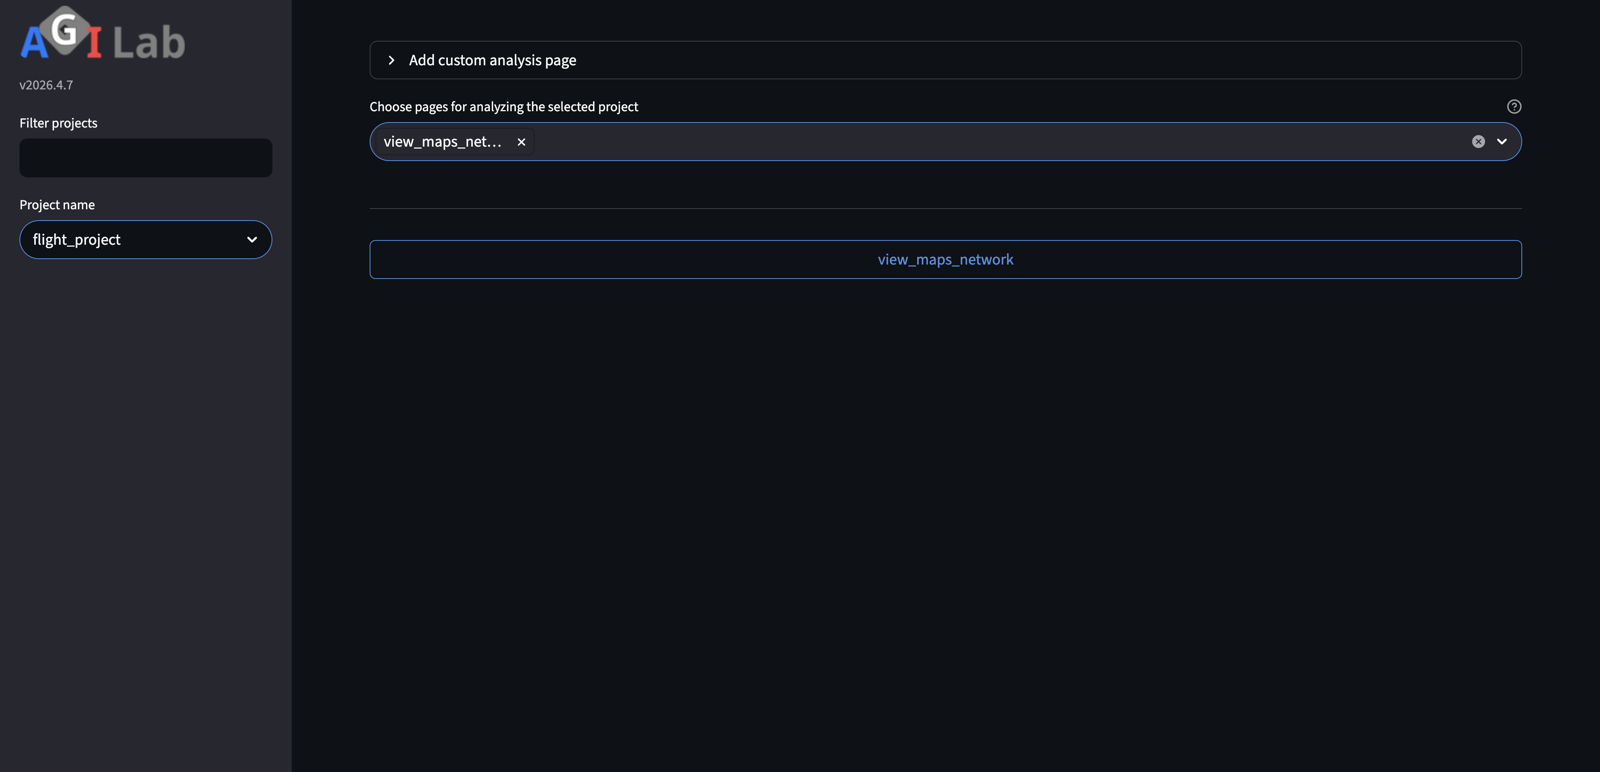 AGI Lab
v2026.4.7
Filter projects
Project name
flight_project
Add custom analysis page
Choose pages for analyzing the selected project
view_maps_net...
view_maps_network